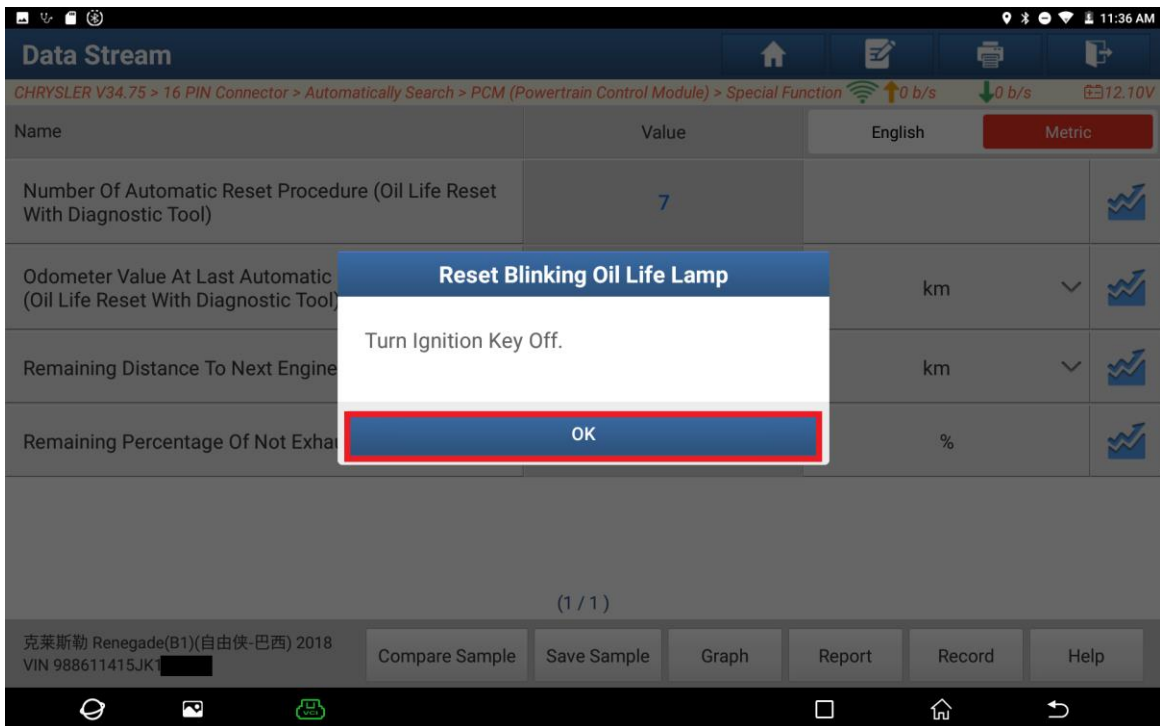 11:36 AM
Data Stream
CHRYSLER V34.75 > 16 PIN Connector > Automatically Search > PCM (Powertrain Control Module) > Special Function 0 b/s 0 b/s 12.10V
Name Value English Metric
Number Of Automatic Reset Procedure (Oil Life Reset
With Diagnostic Tool) 7
Odometer Value At Last Automatic
(Oil Life Reset With Diagnostic Tool) km
Remaining Distance To Next Engine km
Remaining Percentage Of Not %
Reset Blinking Oil Life Lamp
Turn Ignition Key Off.
OK
(1 / 1)
克莱斯勒 Renegade(B1)(自由侠-巴西) 2018
VIN 988611415JK1
Compare Sample Save Sample Graph Report Record Help
VCI